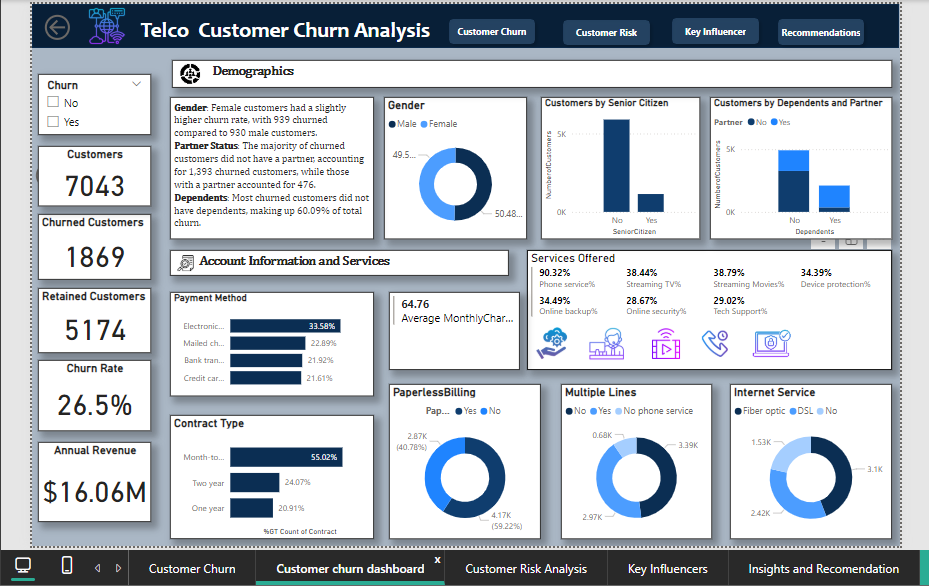 Telco Customer Churn Analysis
Customer Churn
Customer Risk
Key Influencer
Recommendations
Churn
No
Yes
Customers
7043
Churned Customers
1869
Retained Customers
5174
Churn Rate
26.5%
Annual Revenue
$16.06M
Demographics
Gender: Female customers had a slightly
higher churn rate, with 939 churned
compared to 930 male customers.
Partner Status: The majority of churned
customers did not have a partner, accounting
for 1,393 churned customers, while those
with a partner accounted for 476.
Dependents: Most churned customers did not
have dependents, making up 60.09% of total
churn.
Gender
Male Female
49.5...
50.48...
Customers by Senior Citizen
NumberofCustomers
5K
0K
No Yes
SeniorCitizen
Customers by Dependents and Partner
Partner No Yes
NumberofCustomers
5K
0K
No Yes
Dependents
Account Information and Services
Payment Method
Electronic... 33.58%
Mailed ch... 22.89%
Bank tran... 21.92%
Credit car... 21.61%
64.76
Average MonthlyChar...
Services Offered
90.32% 38.44% 38.79% 34.39%
Phone service% Streaming TV% Streaming Movies% Device protection%
34.49% 28.67% 29.02%
Online backup% Online security% Tech Support%
Contract Type
Month-to... 55.02%
Two year 24.07%
One year 20.91%
%GT Count of Contract
PaperlessBilling
Pap... Yes No
2.87K
(40.78%)
4.17K
(59.22%)
Multiple Lines
No Yes No phone service
0.68K
3.39K
2.97K
Internet Service
Fiber optic DSL No
1.53K
3.1K
2.42K
Customer Churn
Customer churn dashboard x
Customer Risk Analysis
Key Influencers
Insights and Recomendation